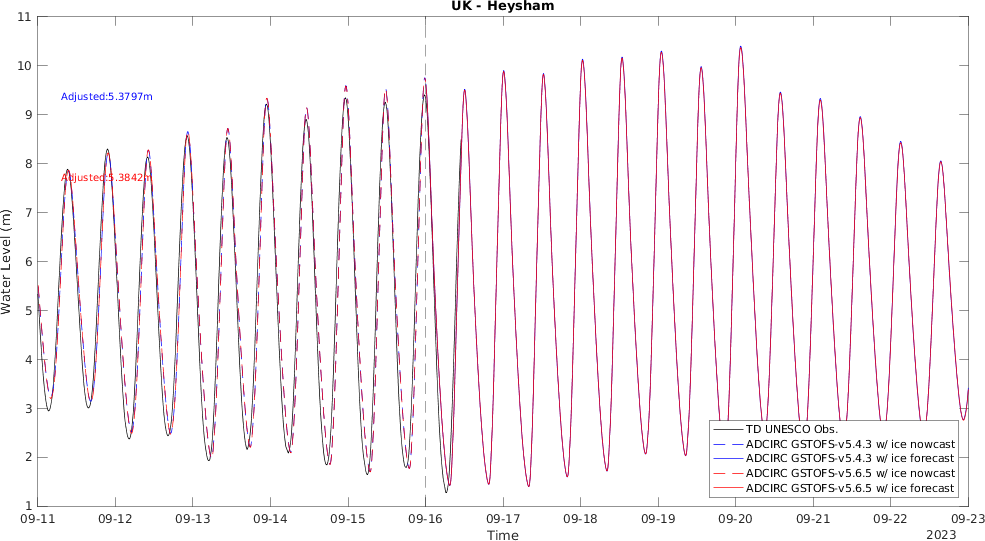 UK - Heysham
11
10
9
8
7
6
5
4
3
2
1
Water Level (m)
Adjusted:5.3797m
Adjusted:5.3842m
TD UNESCO Obs.
ADCIRC GSTOFS-v5.4.3 w/ ice nowcast
ADCIRC GSTOFS-v5.4.3 w/ ice forecast
ADCIRC GSTOFS-v5.6.5 w/ ice nowcast
ADCIRC GSTOFS-v5.6.5 w/ ice forecast
09-11 09-12 09-13 09-14 09-15 09-16 09-17 09-18 09-19 09-20 09-21 09-22 09-23
Time
2023